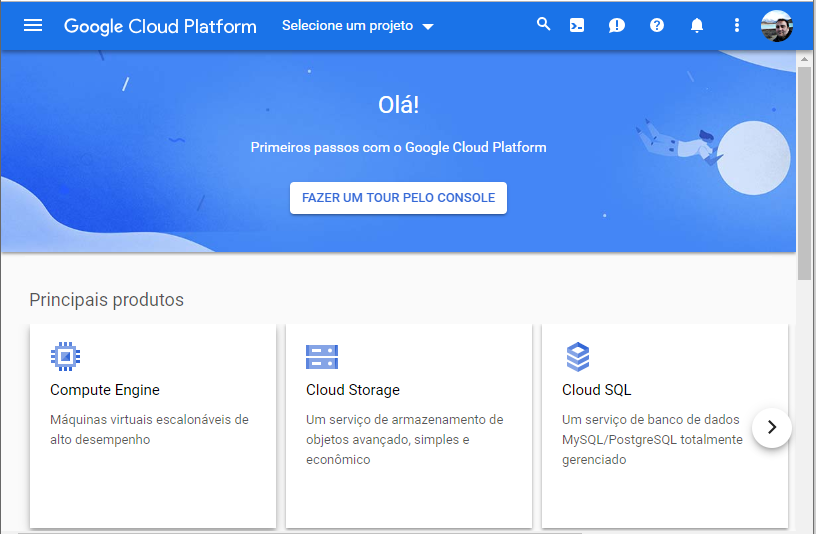 Google Cloud Platform
Selecione um projeto
Olá!
Primeiros passos com o Google Cloud Platform
FAZER UM TOUR PELO CONSOLE
Principais produtos
Compute Engine
Máquinas virtuais escalonáveis de
alto desempenho
Cloud Storage
Um serviço de armazenamento de
objetos avançado, simples e
econômico
Cloud SQL
Um serviço de banco de dados
MySQL/PostgreSQL totalmente
gerenciado